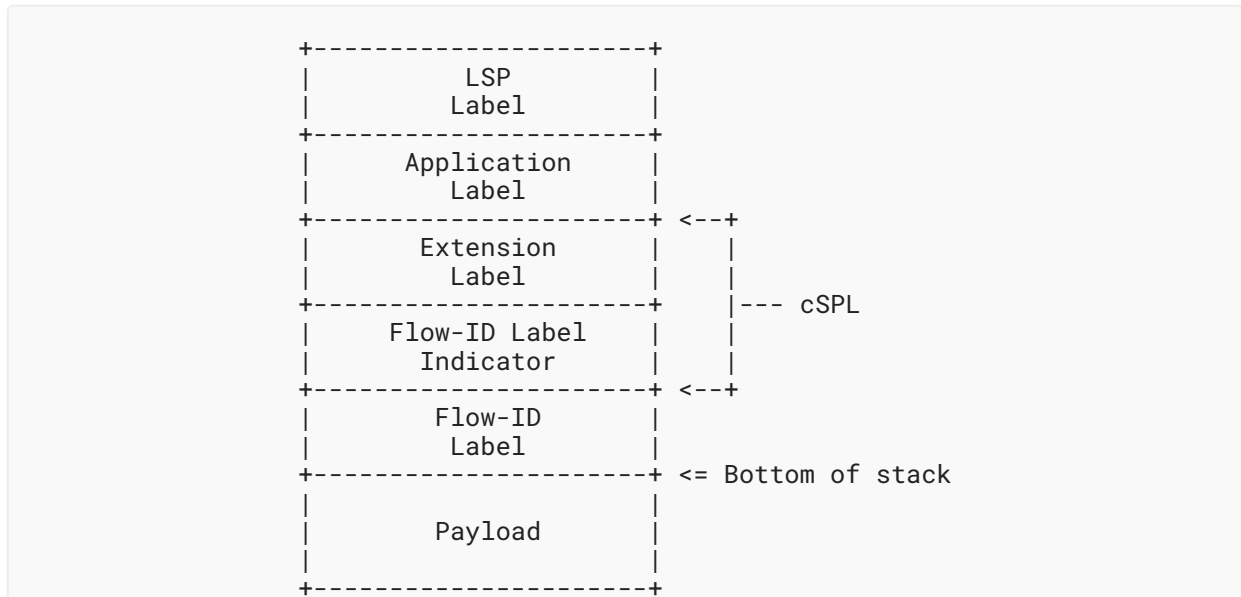 +----------------------+
|          LSP         |
|         Label        |
+----------------------+
|      Application     |
|         Label        |
+----------------------+ <--+
|       Extension      |    |
|         Label        |    |
+----------------------+    |--- cSPL
|     Flow-ID Label    |    |
|       Indicator      |    |
+----------------------+ <--+
|        Flow-ID       |
|         Label        |
+----------------------+ <= Bottom of stack
|                      |
|        Payload       |
|                      |
+----------------------+